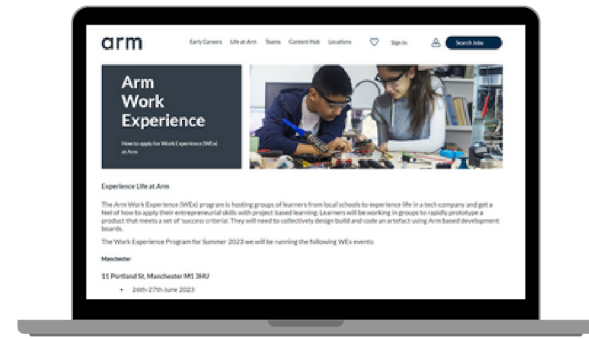 arm
Early Careers Life at Arm Teams Content Hub Locations Sign In Search Jobs
Arm
Work
Experience
How to apply for Work Experience (WEx)
at Arm
Experience Life at Arm
The Arm Work Experience (WEx) program is hosting groups of learners from local schools to experience life in a tech company and get a
feel of how to apply their entrepreneurial skills with project based learning; Learners will be working in groups to rapidly prototype a
product that meets a set of 'success criteria'. They will need to collectively design build and code an artefact using Arm based development
boards.
The Work Experience Program for Summer 2023 we will be running the following WEx events:
Manchester
11 Portland St, Manchester M1 3HU
• 26th-27th June 2023